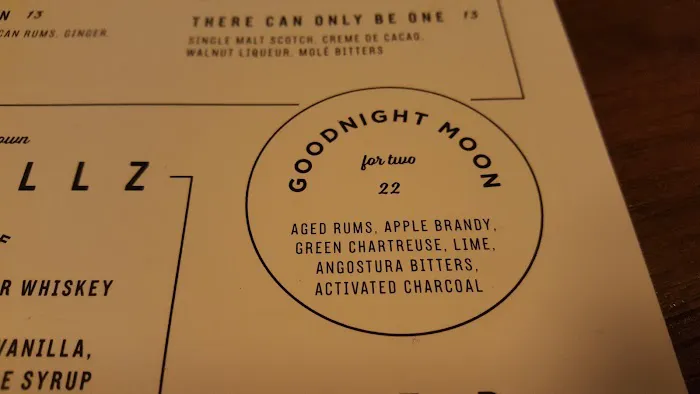 N 13
CAN RUMS, GINGER,
THERE CAN ONLY BE ONE 13
SINGLE MALT SCOTCH, CREME DE CACAO,
WALNUT LIQUEUR, MOLÉ BITTERS
own
LLZ
GOODNIGHT MOON
for two
22
AGED RUMS, APPLE BRANDY,
GREEN CHARTREUSE, LIME,
ANGOSTURA BITTERS,
ACTIVATED CHARCOAL
R WHISKEY
VANILLA,
E SYRUP